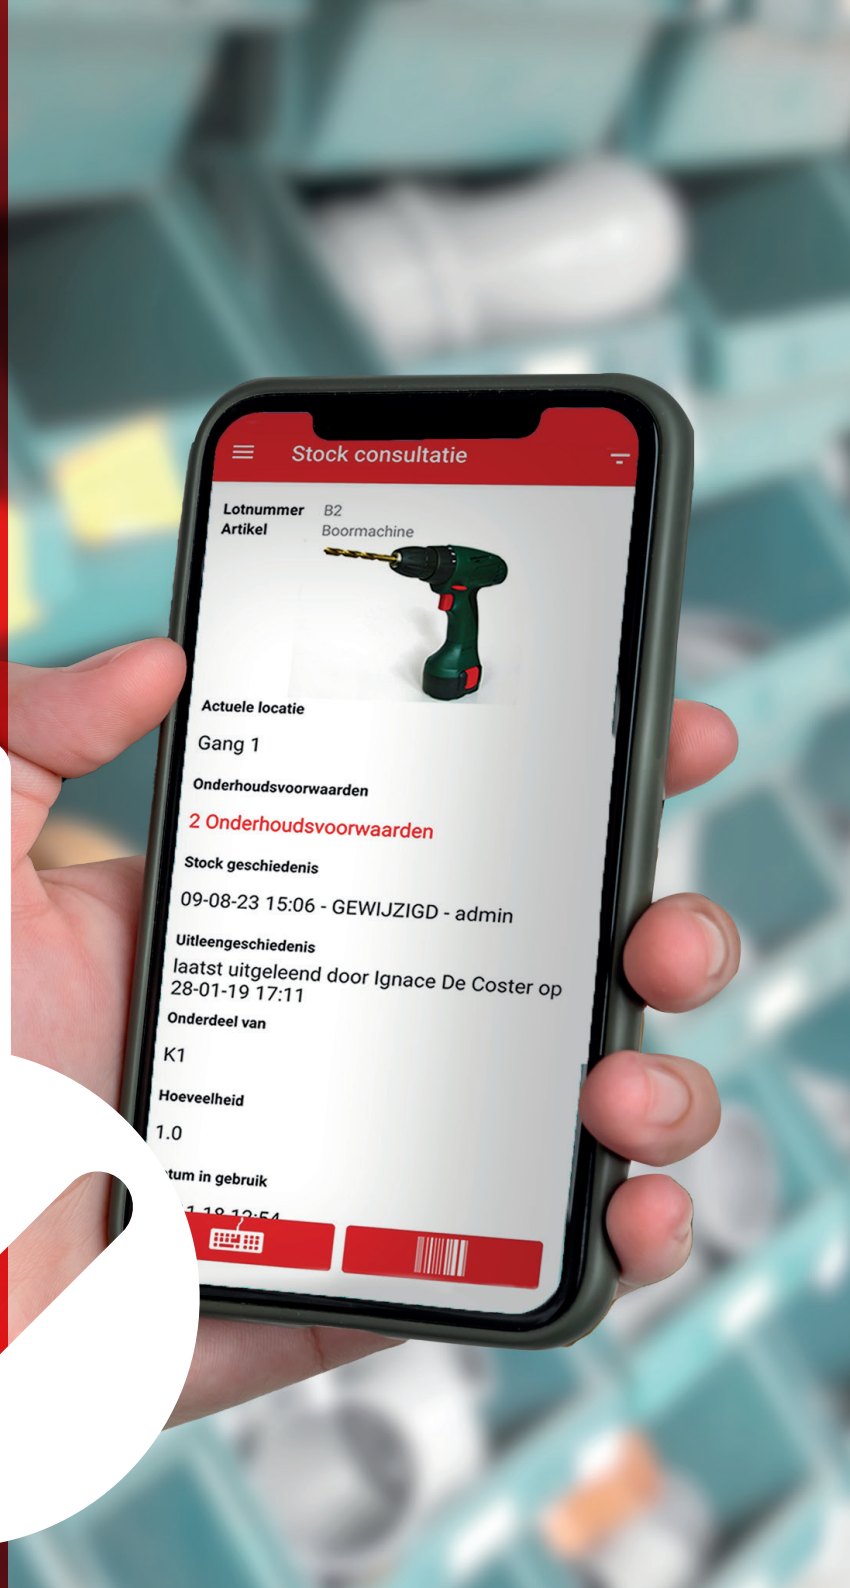 Stock consultatie
Lotnummer B2
Artikel Boormachine
Actuele locatie
Gang 1
Onderhoudsvoorwaarden
2 Onderhoudsvoorwaarden
Stock geschiedenis
09-08-23 15:06 - GEWIJZIGD - admin
Uitleengeschiedenis
laatst uitgeleend door Ignace De Coster op
28-01-19 17:11
Onderdeel van
K1
Hoeveelheid
1.0
tum in gebruik